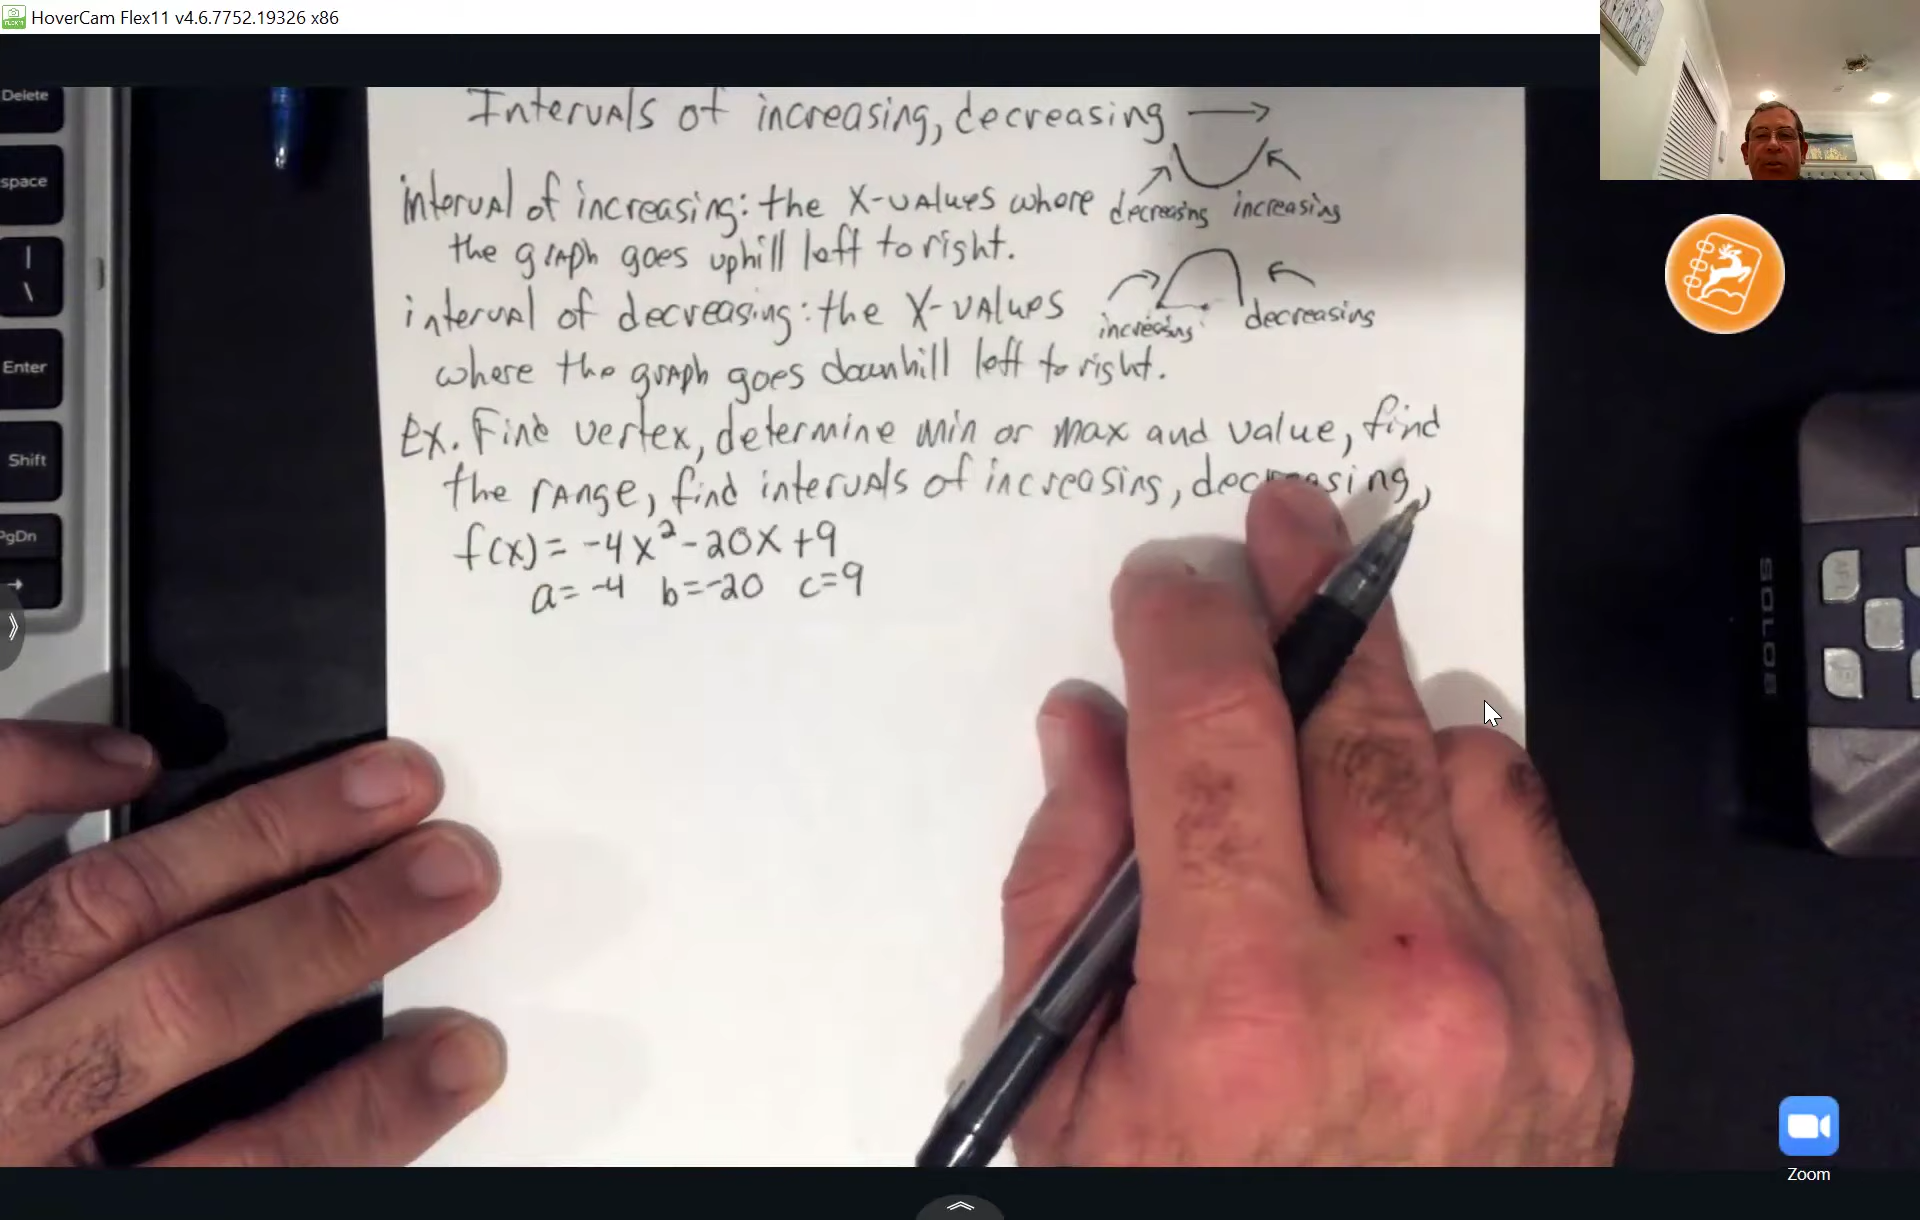 HoverCam Flex11 v4.6.7752.19326 x86
Delete
space
|
\
Enter
Shift
PgDn
Intervals of increasing, decreasing
interval of increasing: the x-values where
decreasing increasing
the graph goes uphill left to right.
interval of decreasing: the x-values
increasing decreasing
where the graph goes downhill left to right.
Ex. Find vertex, determine min or max and value, find
the range, find intervals of increasing, decreasing,
f(x) = -4x² - 20x + 9
a = -4 b = -20 c = 9
SOLO8
Zoom